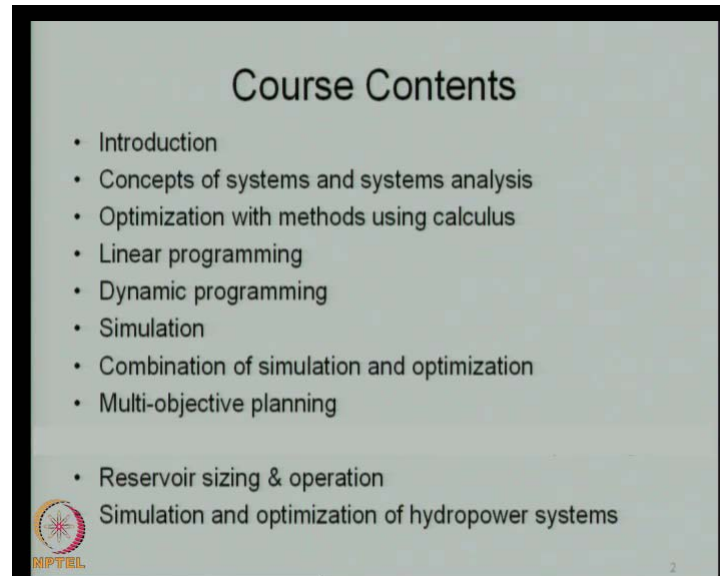 Course Contents
• Introduction
• Concepts of systems and systems analysis
• Optimization with methods using calculus
• Linear programming
• Dynamic programming
• Simulation
• Combination of simulation and optimization
• Multi-objective planning
• Reservoir sizing & operation
Simulation and optimization of hydropower systems
NPTEL
2